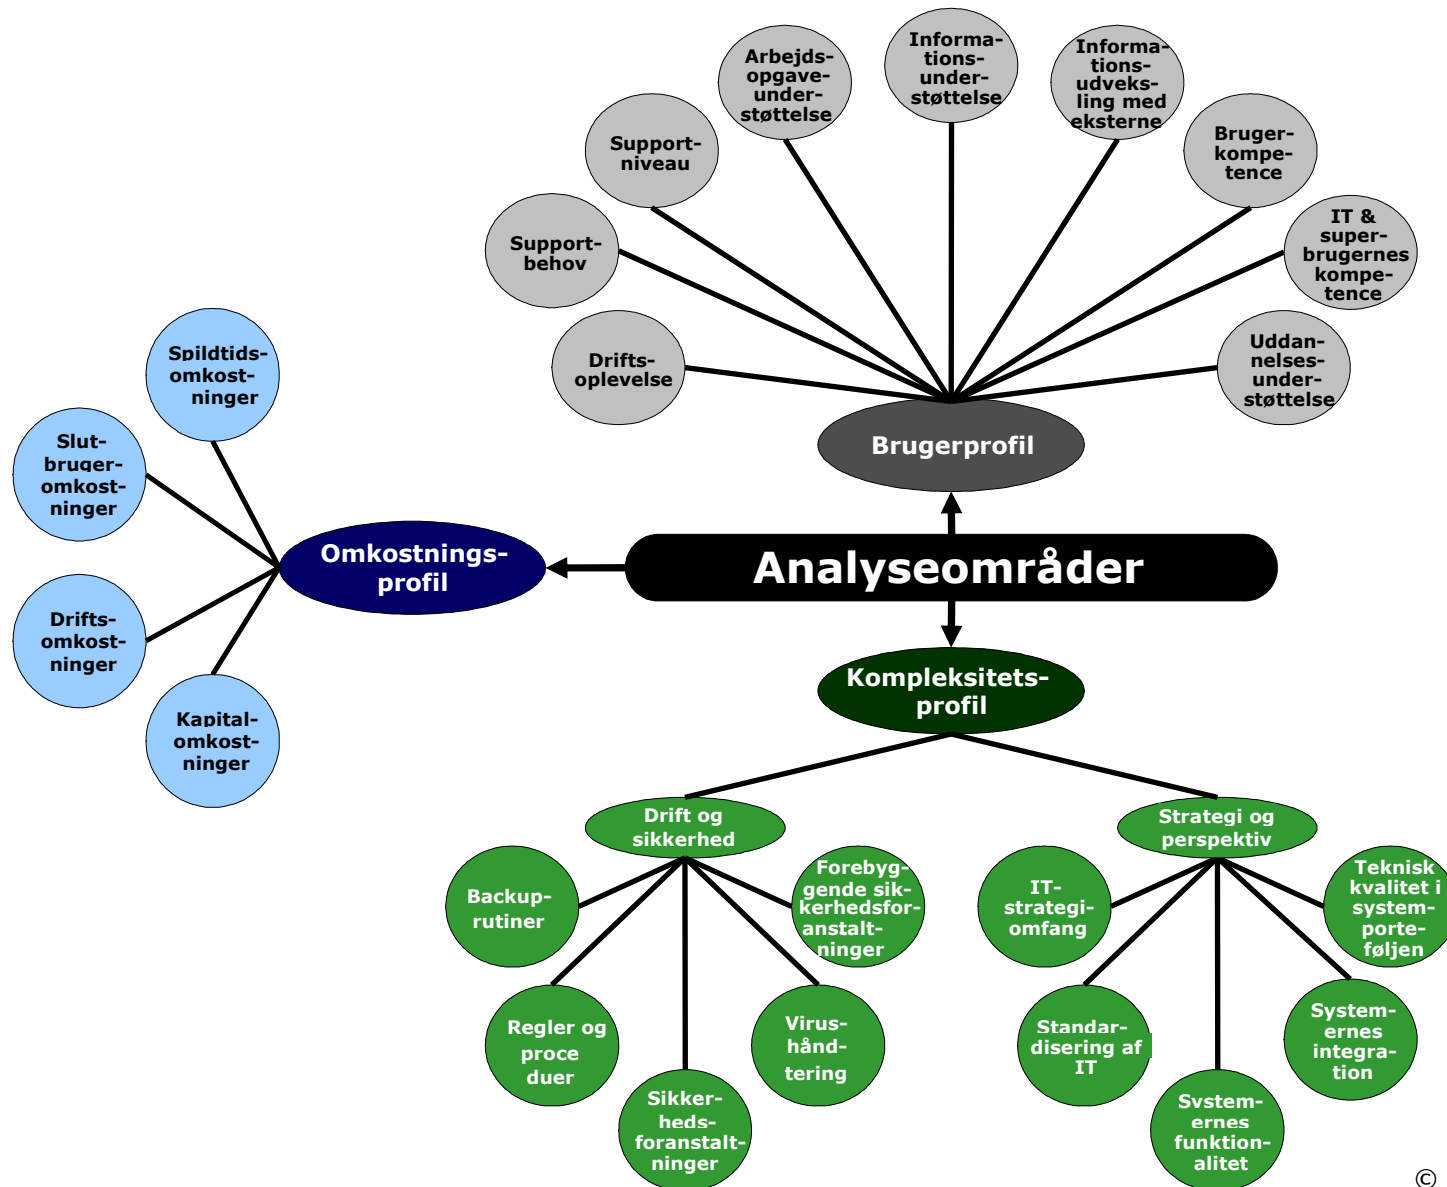 Informa-
tions-
under-
støttelse
Informa-
tions-
udveks-
ling med
eksterne
Arbejds-
opgave-
under-
støttelse
Support-
niveau
Bruger-
kompe-
tence
Support-
behov
IT &
super-
brugernes
kompe-
tence
Drifts-
oplevelse
Uddan-
nelses-
under-
støttelse
Brugerprofil
Spildtids-
omkost-
ninger
Slut-
bruger-
omkost-
ninger
Drifts-
omkost-
ninger
Kapital-
omkost-
ninger
Omkostnings-
profil
Analyseområder
Kompleksitets-
profil
Drift og
sikkerhed
Strategi og
perspektiv
Backup-
rutiner
Forebyg-
gende sik-
kerhedsfor-
anstalt-
ninger
Regler og
proce
duer
Virus-
hånd-
tering
Sikker-
heds-
foranstalt-
ninger
IT-
strategi-
omfang
Teknisk
kvalitet i
system-
porte-
føljen
Standar-
disering af
IT
System-
ernes
integra-
tion
System-
ernes
funktion-
alitet
©